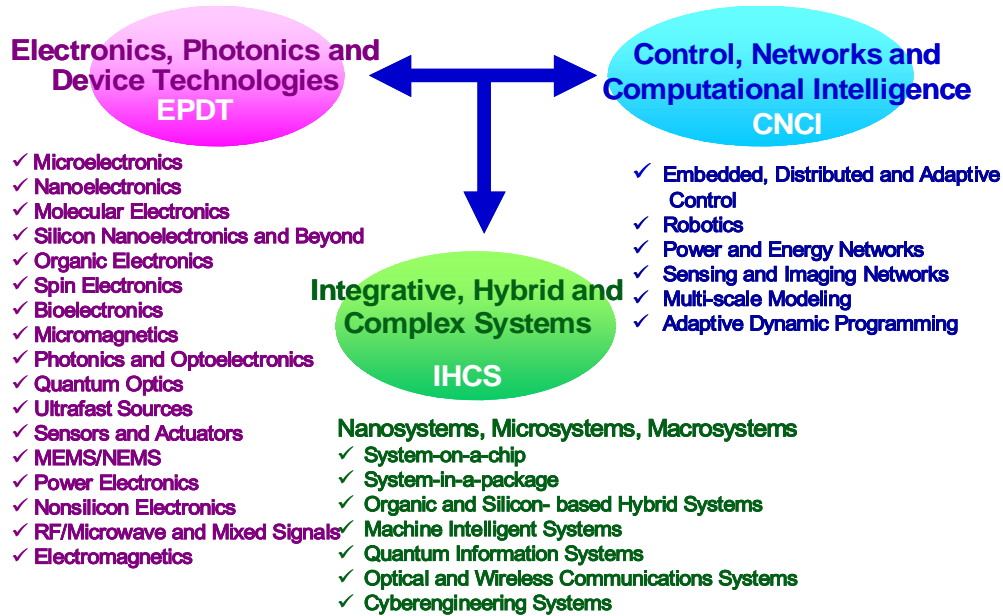 Electronics, Photonics and
Device Technologies
EPDT
✓ Microelectronics
✓ Nanoelectronics
✓ Molecular Electronics
✓ Silicon Nanoelectronics and Beyond
✓ Organic Electronics
✓ Spin Electronics
✓ Bioelectronics
✓ Micromagnetics
✓ Photonics and Optoelectronics
✓ Quantum Optics
✓ Ultrafast Sources
✓ Sensors and Actuators
✓ MEMS/NEMS
✓ Power Electronics
✓ Nonsilicon Electronics
✓ RF/Microwave and Mixed Signals
✓ Electromagnetics
Control, Networks and
Computational Intelligence
CNCI
✓ Embedded, Distributed and Adaptive
Control
✓ Robotics
✓ Power and Energy Networks
✓ Sensing and Imaging Networks
✓ Multi-scale Modeling
✓ Adaptive Dynamic Programming
Integrative, Hybrid and
Complex Systems
IHCS
Nanosystems, Microsystems, Macrosystems
✓ System-on-a-chip
✓ System-in-a-package
✓ Organic and Silicon- based Hybrid Systems
✓ Machine Intelligent Systems
✓ Quantum Information Systems
✓ Optical and Wireless Communications Systems
✓ Cyberengineering Systems